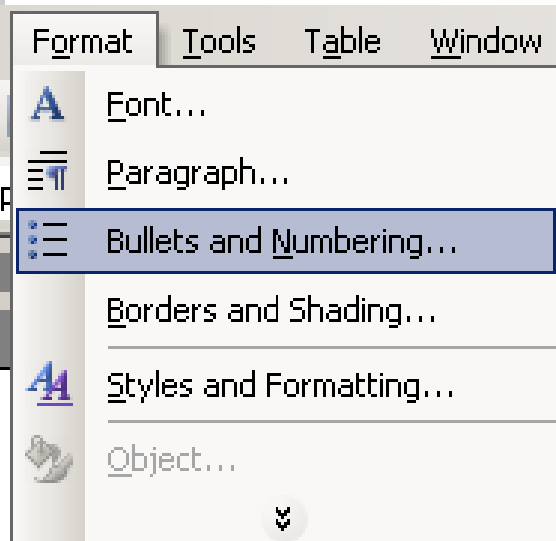 Format Tools Table Window
Font...
Paragraph...
Bullets and Numbering...
Borders and Shading...
Styles and Formatting...
Object...